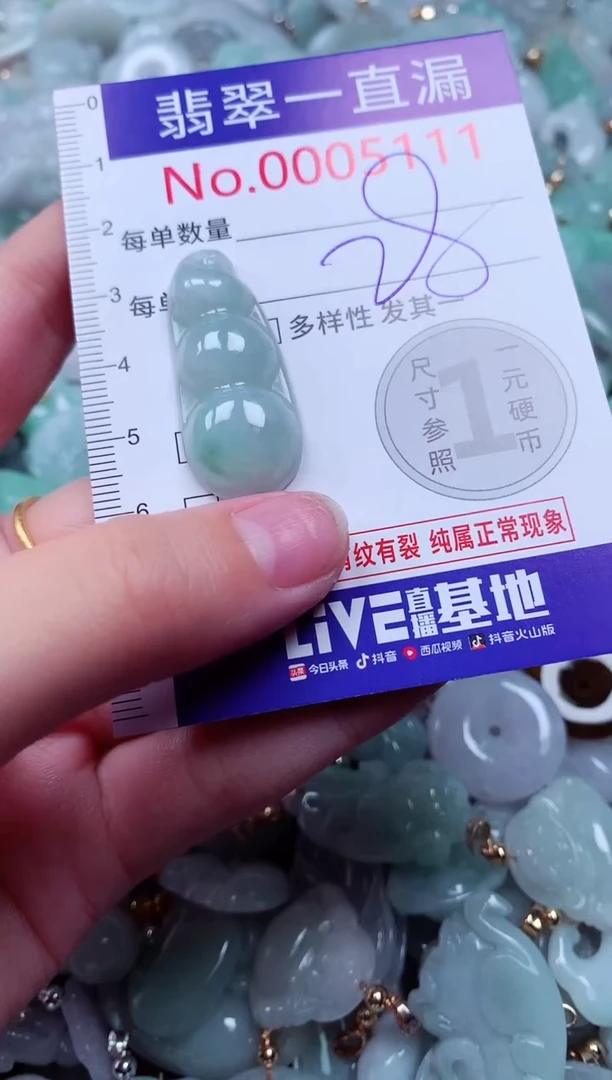 翡翠一直漏
No.0005111
0
1
2
3
4
5
6
每单数量
28
每单
多样性 发其一
尺寸参照
1
一元硬币
纹有裂 纯属正常现象
LiVE直播基地
头条 今日头条 抖音 西瓜视频 抖音火山版